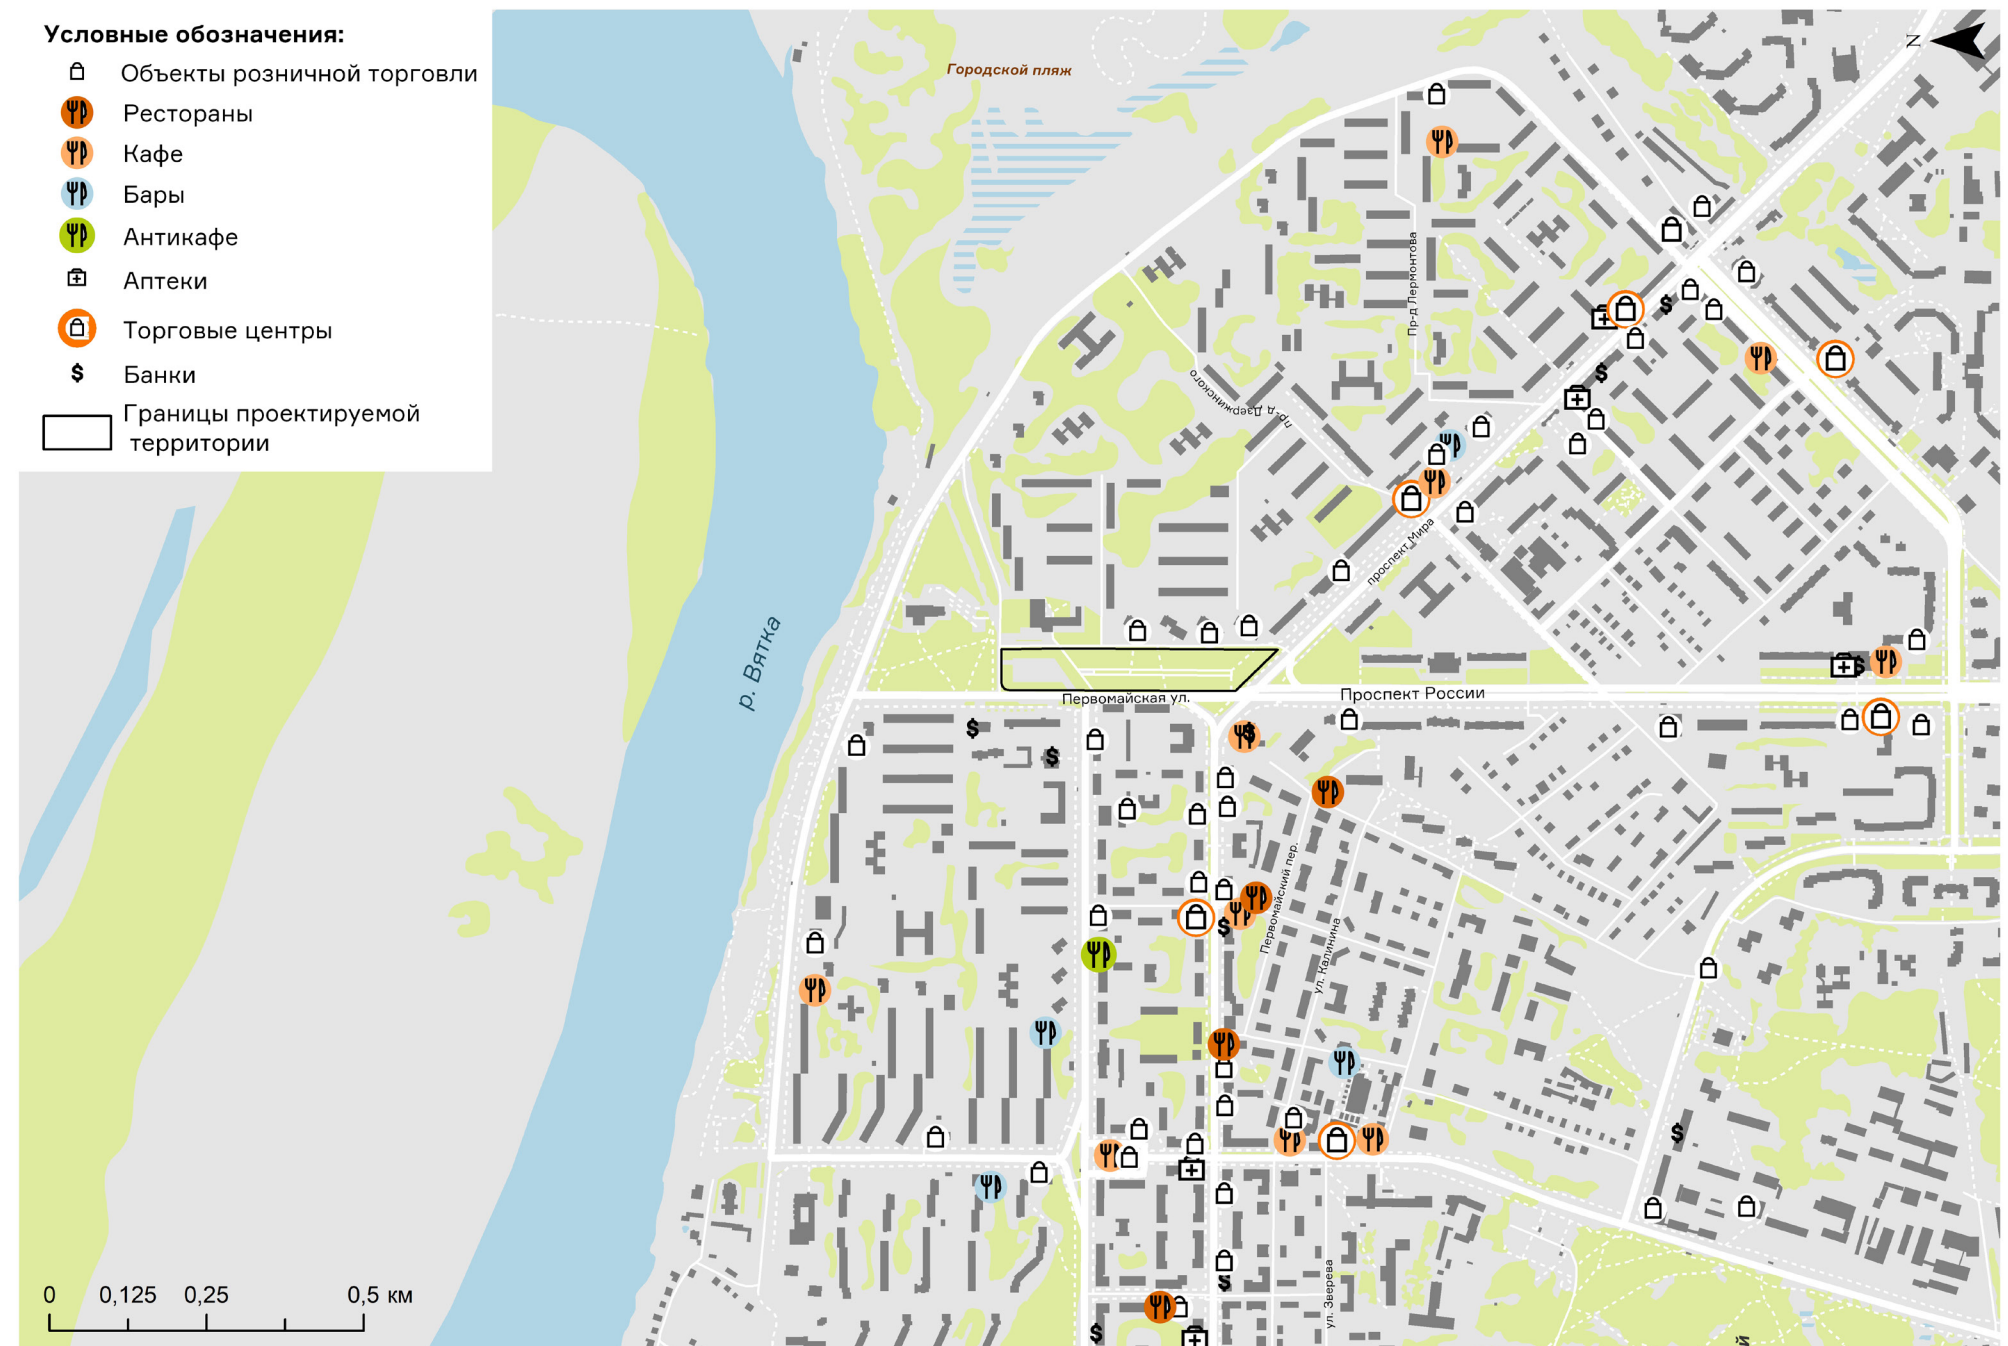 Условные обозначения:
Объекты розничной торговли
Рестораны
Кафе
Бары
Антикафе
Аптеки
Торговые центры
$ Банки
Границы проектируемой
территории
Городской пляж
N
Пр-д Лермонтова
пр-д Дзержинского
проспект Мира
р. Вятка
Первомайская ул.
Проспект России
Первомайский пер.
ул. Калинина
ул. Зверева
й
0 0,125 0,25 0,5 км